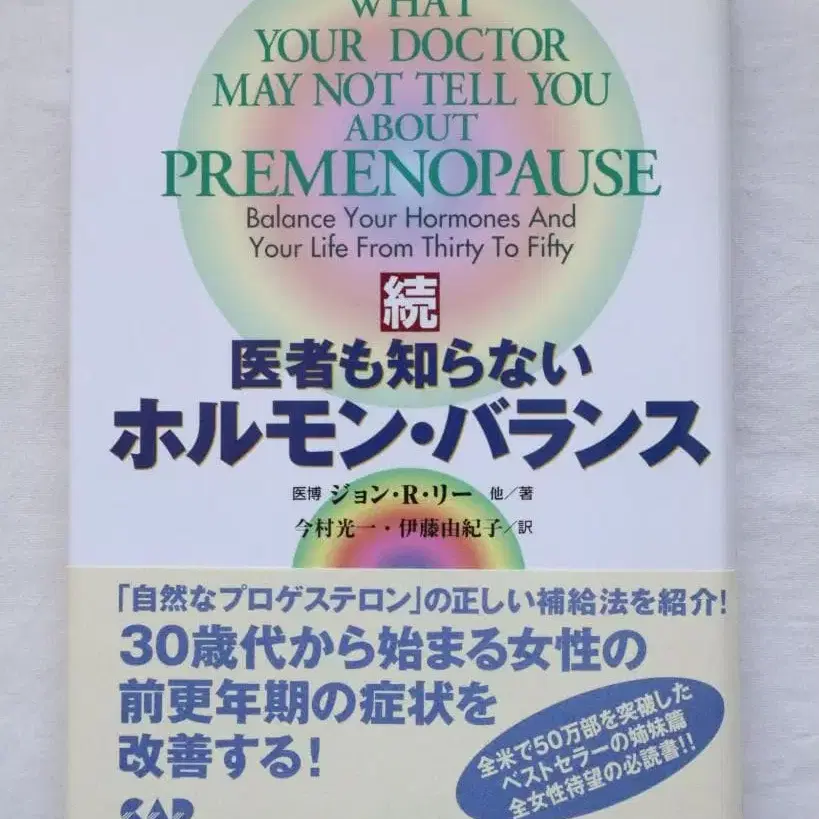 WHAT
YOUR DOCTOR
MAY NOT TELL YOU
ABOUT
PREMENOPAUSE
Balance Your Hormones And
Your Life From Thirty To Fifty
続
医者も知らない
ホルモン・バランス
医博 ジョン・R・リー 他／著
今村光一・伊藤由紀子／訳
「自然なプロゲステロン」の正しい補給法を紹介!
30歳代から始まる女性の
前更年期の症状を
改善する!
全米で50万部を突破した
ベストセラーの姉妹篇
全女性待望の必読書!!